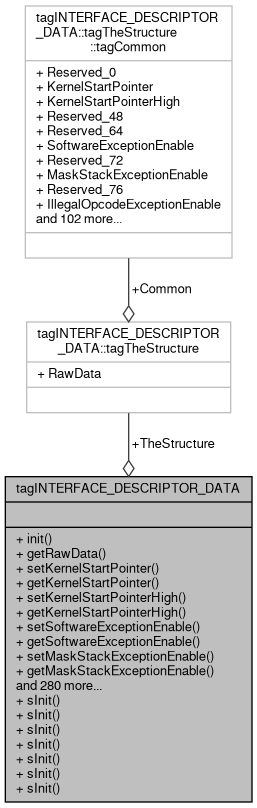 tagINTERFACE_DESCRIPTOR
_DATA::tagTheStructure
::tagCommon
+ Reserved_0
+ KernelStartPointer
+ KernelStartPointerHigh
+ Reserved_48
+ Reserved_64
+ SoftwareExceptionEnable
+ Reserved_72
+ MaskStackExceptionEnable
+ Reserved_76
+ IllegalOpcodeExceptionEnable
and 102 more...
+Common
tagINTERFACE_DESCRIPTOR
_DATA::tagTheStructure
+ RawData
+TheStructure
tagINTERFACE_DESCRIPTOR_DATA
+ init()
+ getRawData()
+ setKernelStartPointer()
+ getKernelStartPointer()
+ setKernelStartPointerHigh()
+ getKernelStartPointerHigh()
+ setSoftwareExceptionEnable()
+ getSoftwareExceptionEnable()
+ setMaskStackExceptionEnable()
+ getMaskStackExceptionEnable()
and 280 more...
+ sInit()
+ sInit()
+ sInit()
+ sInit()
+ sInit()
+ sInit()
+ sInit()